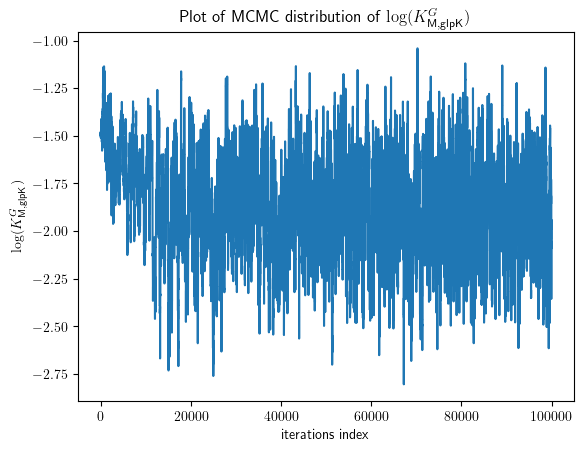 Plot of MCMC distribution of log(K^G_M,glpK)
−1.00
−1.25
−1.50
−1.75
−2.00
−2.25
−2.50
−2.75
log(K^G_M,glpK)
0 20000 40000 60000 80000 100000
iterations index